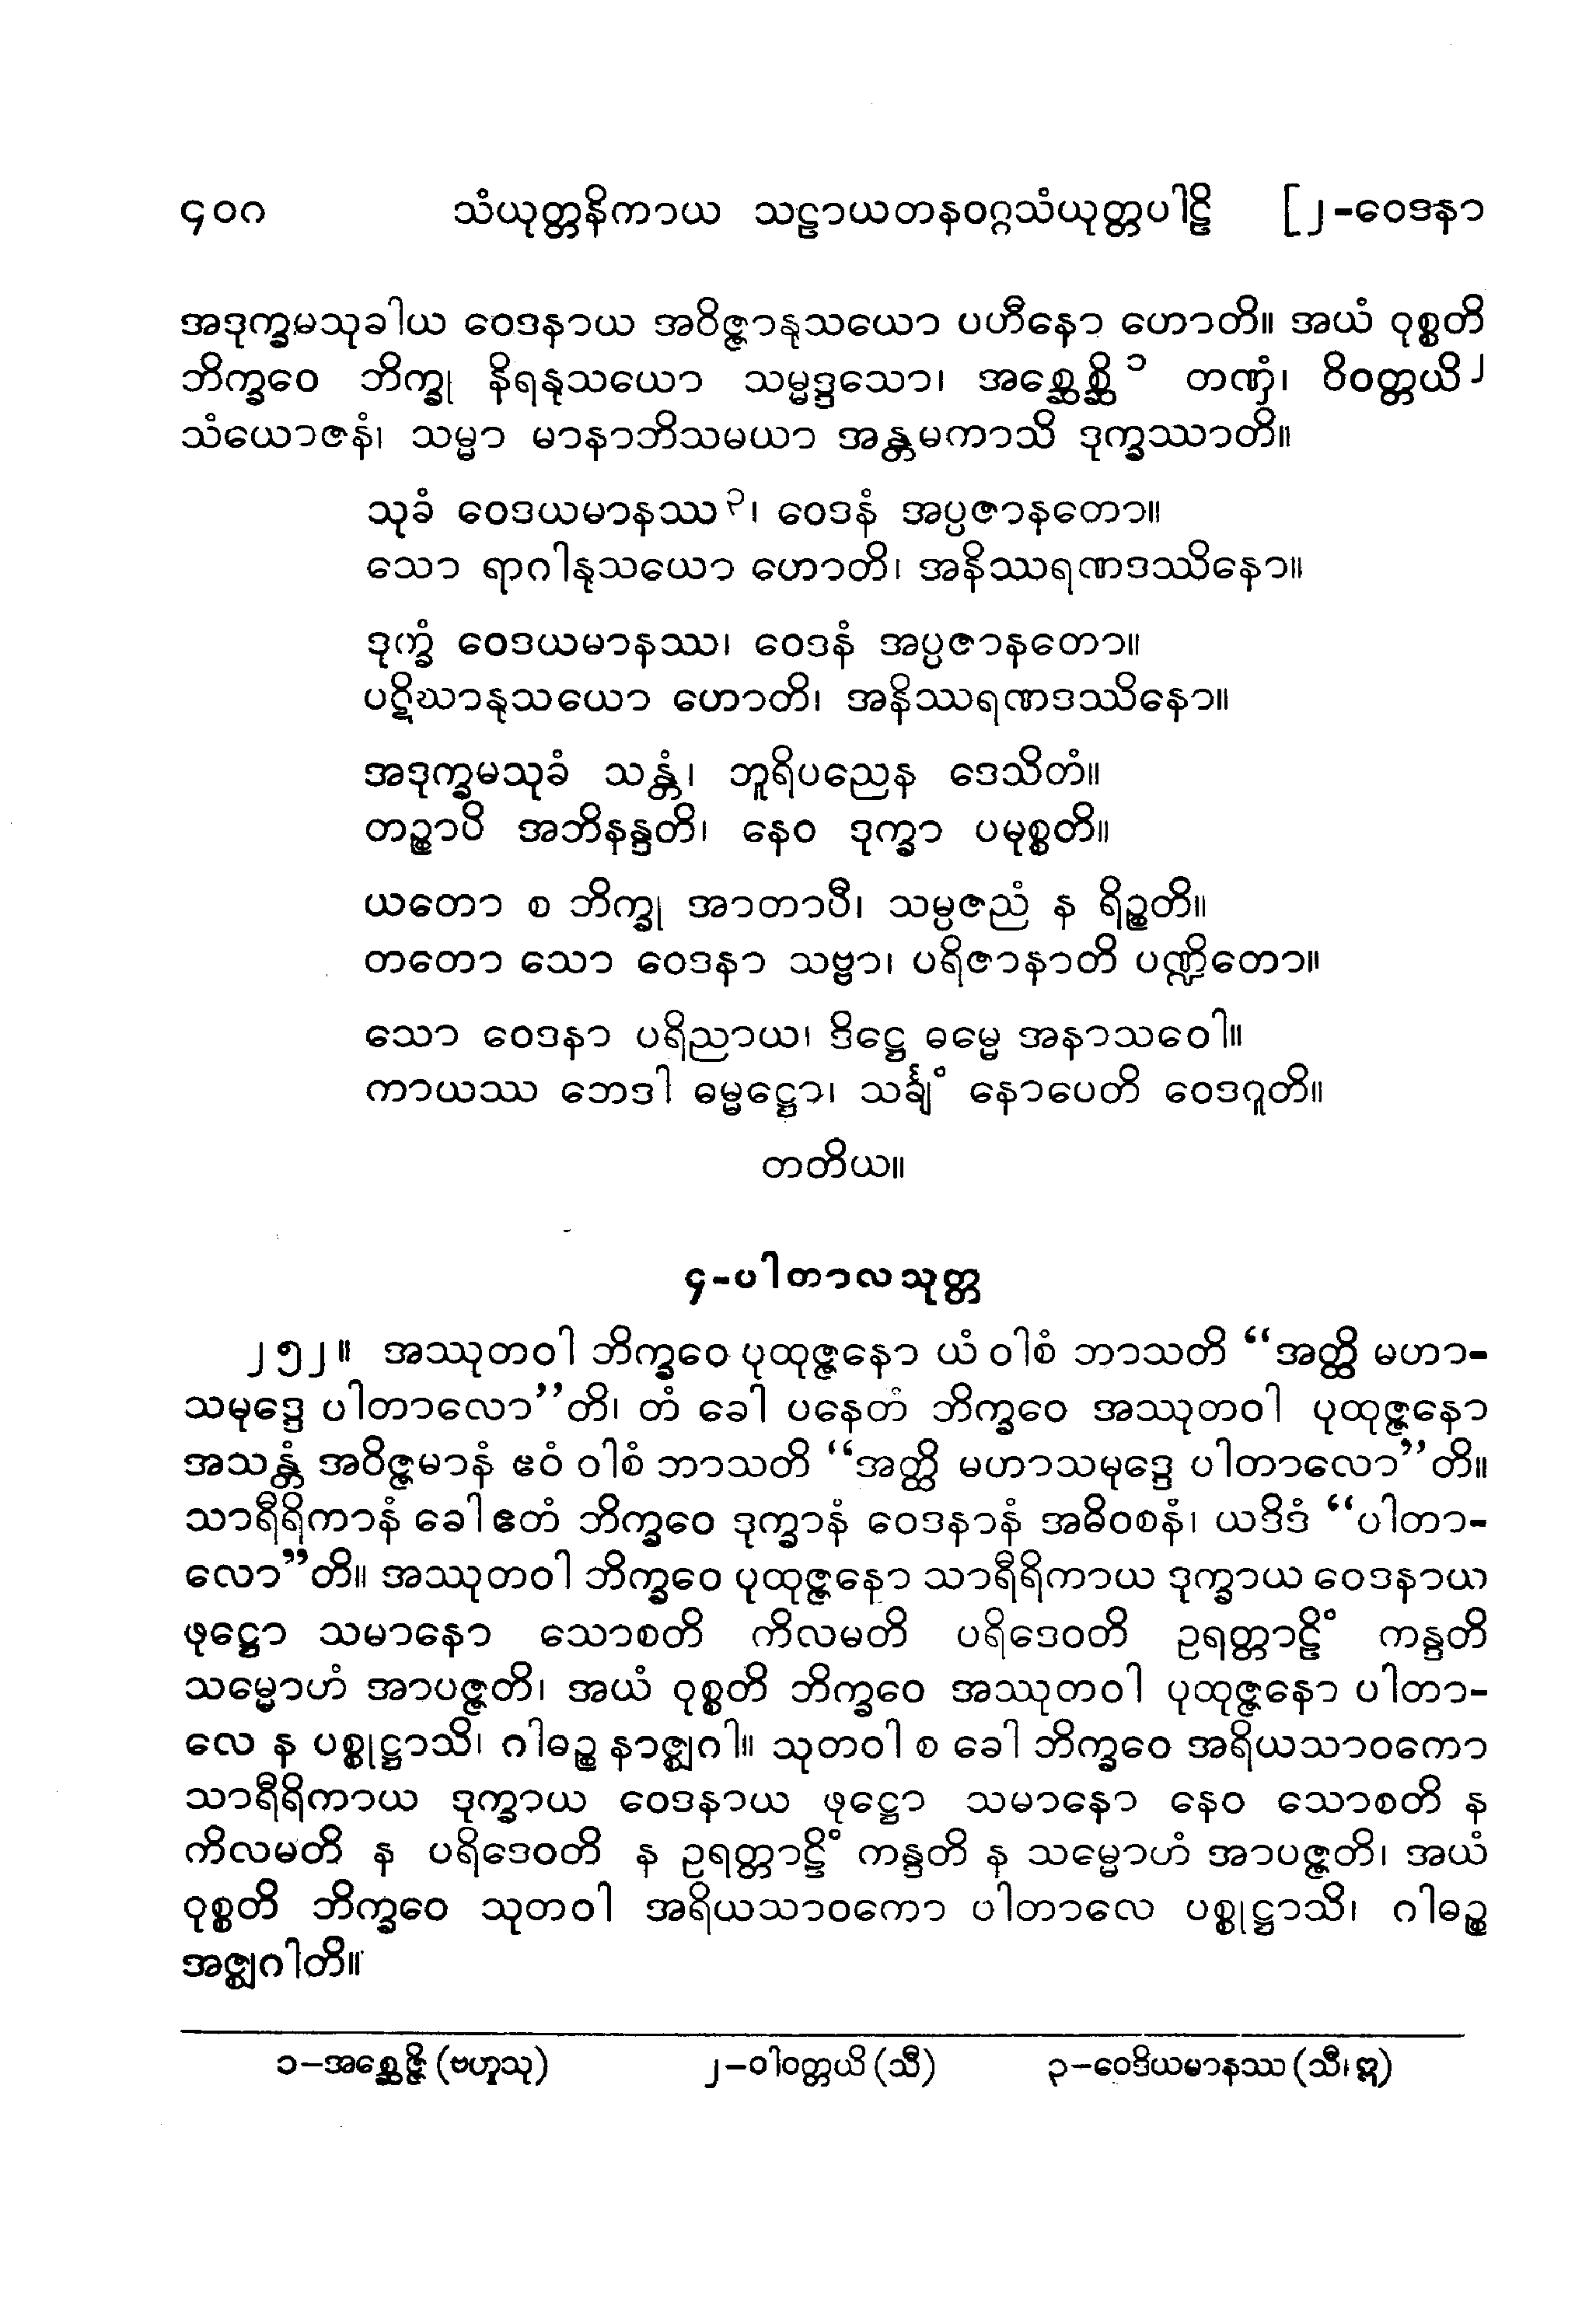 ၄၀၈ သံယုတ္တနိကာယ သဠာယတနဝဂ္ဂသံယုတ္တပါဠိ [၂-ဝေဒနာ
အဒုက္ခမသုခါယ ဝေဒနာယ အဝိဇ္ဇာနုသယော ပဟီနော ဟောတိ။ အယံ ဝုစ္စတိ
ဘိက္ခဝေ ဘိက္ခု နိရနုသယော သမ္မဒ္ဒသော၊ အစ္ဆေစ္ဆိ ၁ တဏှံ၊ ဝိဝတ္တယိ ၂
သံယောဇနံ၊ သမ္မာ မာနာဘိသမယာ အန္တမကာသိ ဒုက္ခဿာတိ။
သုခံ ဝေဒယမာနဿ ၃၊ ဝေဒနံ အပ္ပဇာနတော။
သော ရာဂါနုသယော ဟောတိ၊ အနိဿရဏဒဿိနော။
ဒုက္ခံ ဝေဒယမာနဿ၊ ဝေဒနံ အပ္ပဇာနတော။
ပဋိဃာနုသယော ဟောတိ၊ အနိဿရဏဒဿိနော။
အဒုက္ခမသုခံ သန္တံ၊ ဘူရိပညေန ဒေသိတံ။
တဉ္စာပိ အဘိနန္ဒတိ၊ နေဝ ဒုက္ခာ ပမုစ္စတိ။
ယတော စ ဘိက္ခု အာတာပီ၊ သမ္ပဇညံ န ရိဉ္စတိ။
တတော သော ဝေဒနာ သဗ္ဗာ၊ ပရိဇာနာတိ ပဏ္ဍိတော။
သော ဝေဒနာ ပရိညာယ၊ ဒိဋ္ဌေ ဓမ္မေ အနာသဝေါ။
ကာယဿ ဘေဒါ ဓမ္မဋ္ဌော၊ သင်္ချံ နောပေတိ ဝေဒဂူတိ။
တတိယ။
၄-ပါတာလသုတ္တ
၂၅၂။ အဿုတဝါ ဘိက္ခဝေ ပုထုဇ္ဇနော ယံ ဝါစံ ဘာသတိ “အတ္ထိ မဟာ-
သမုဒ္ဒေ ပါတာလော”တိ၊ တံ ခေါ ပနေတံ ဘိက္ခဝေ အဿုတဝါ ပုထုဇ္ဇနော
အသန္တံ အဝိဇ္ဇမာနံ ဧဝံ ဝါစံ ဘာသတိ “အတ္ထိ မဟာသမုဒ္ဒေ ပါတာလော”တိ။
သာရီရိကာနံ ခေါ ဧတံ ဘိက္ခဝေ ဒုက္ခာနံ ဝေဒနာနံ အဓိဝစနံ၊ ယဒိဒံ “ပါတာ-
လော”တိ။ အဿုတဝါ ဘိက္ခဝေ ပုထုဇ္ဇနော သာရီရိကာယ ဒုက္ခာယ ဝေဒနာယ
ဖုဋ္ဌော သမာနော သောစတိ ကိလမတိ ပရိဒေဝတိ ဥရတ္တာဠိံ ကန္ဒတိ
သမ္မောဟံ အာပဇ္ဇတိ၊ အယံ ဝုစ္စတိ ဘိက္ခဝေ အဿုတဝါ ပုထုဇ္ဇနော ပါတာ-
လေ န ပစ္စုဋ္ဌာသိ၊ ဂါဓဉ္စ နာဇ္ဈဂါ။ သုတဝါ စ ခေါ ဘိက္ခဝေ အရိယသာဝကော
သာရီရိကာယ ဒုက္ခာယ ဝေဒနာယ ဖုဋ္ဌော သမာနော နေဝ သောစတိ န
ကိလမတိ န ပရိဒေဝတိ န ဥရတ္တာဠိံ ကန္ဒတိ န သမ္မောဟံ အာပဇ္ဇတိ၊ အယံ
ဝုစ္စတိ ဘိက္ခဝေ သုတဝါ အရိယသာဝကော ပါတာလေ ပစ္စုဋ္ဌာသိ၊ ဂါဓဉ္စ
အဇ္ဈဂါတိ။
၁-အစ္ဆေဇ္ဇိ (ဗဟူသု) ၂-ဝါဝတ္တယိ (သီ) ၃-ဝေဒိယမာနဿ (သီ၊ ဣ)